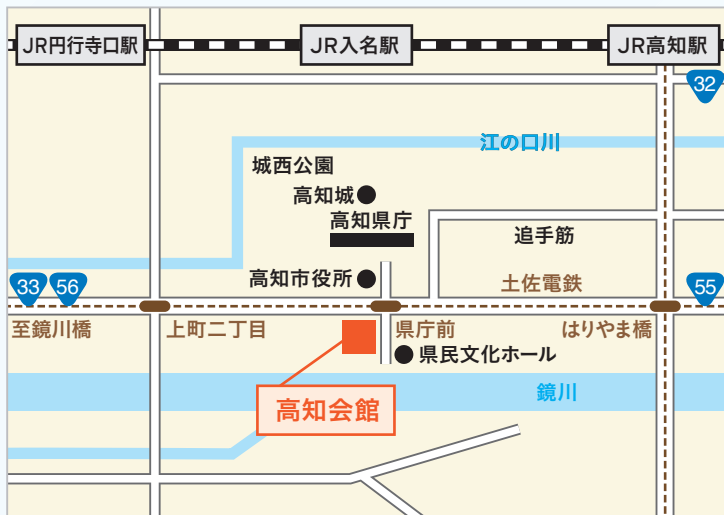 JR円行寺口駅
JR入名駅
JR高知駅
32
江の口川
城西公園
高知城
高知県庁
追手筋
高知市役所
土佐電鉄
33
56
55
至鏡川橋
上町二丁目
県庁前
はりやま橋
県民文化ホール
鏡川
高知会館